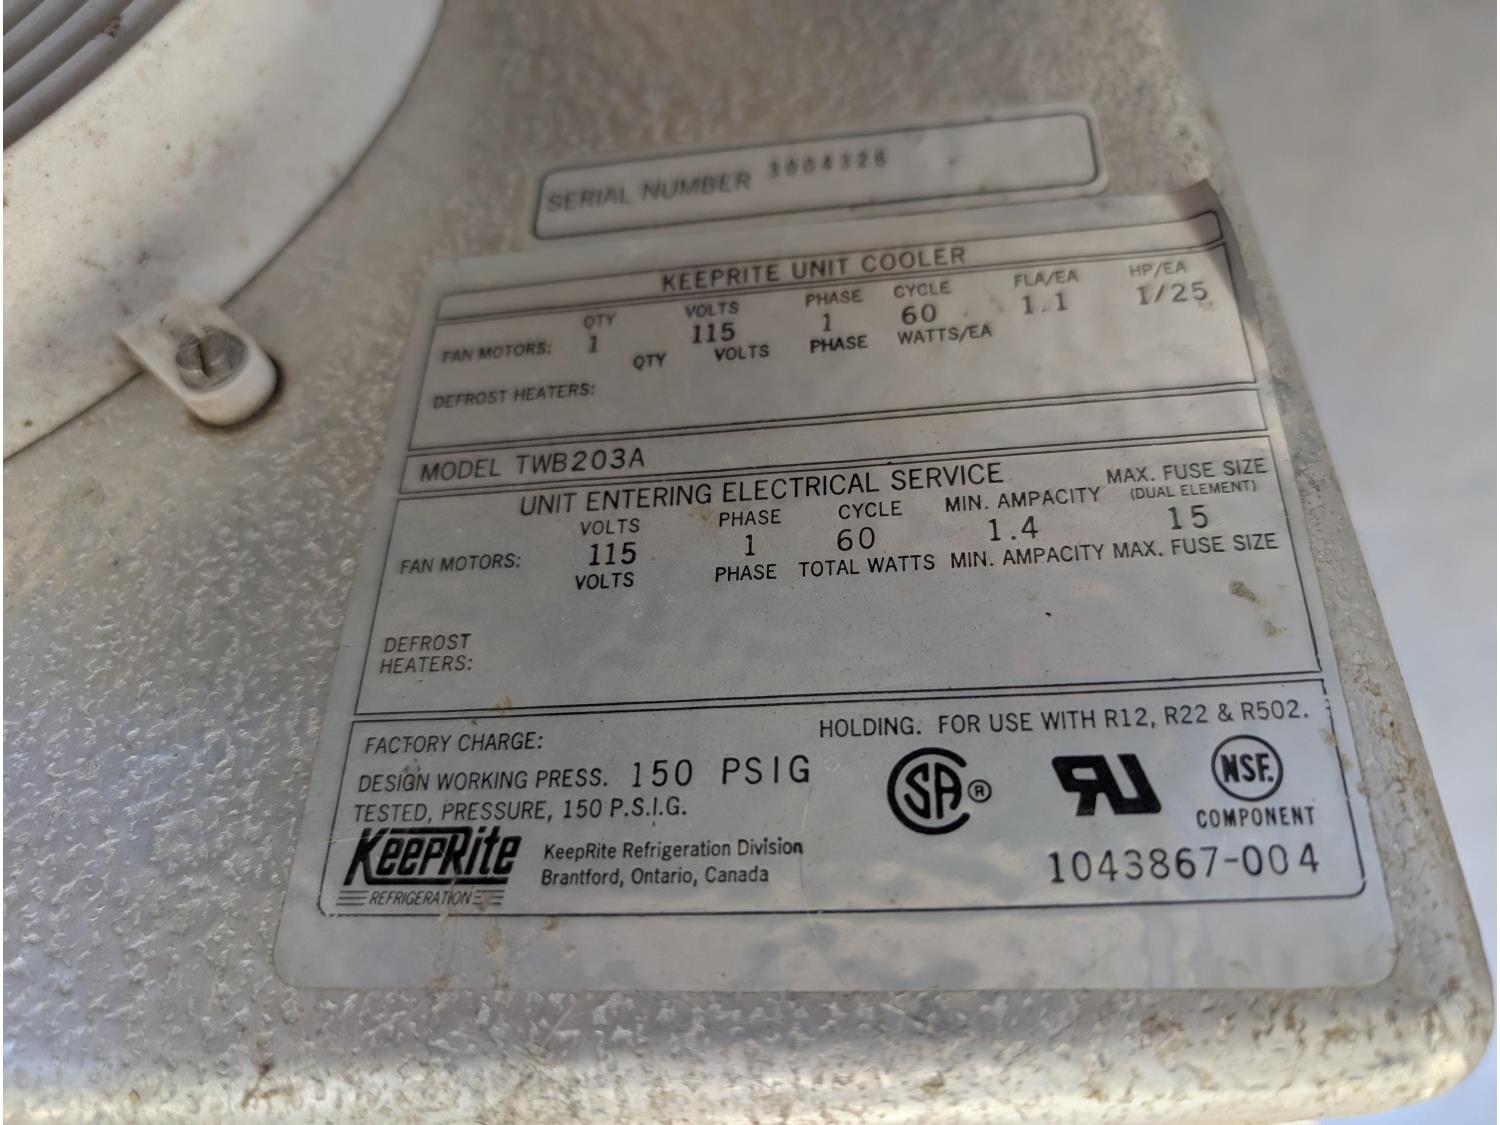 SERIAL NUMBER 3004328
KEEPRITE UNIT COOLER
QTY VOLTS PHASE CYCLE FLA/EA HP/EA
FAN MOTORS: 1 115 1 60 1.1 1/25
QTY VOLTS PHASE WATTS/EA
DEFROST HEATERS:
MODEL TWB203A
UNIT ENTERING ELECTRICAL SERVICE
VOLTS PHASE CYCLE MIN. AMPACITY MAX. FUSE SIZE
(DUAL ELEMENT)
FAN MOTORS: 115 1 60 1.4 15
VOLTS PHASE TOTAL WATTS MIN. AMPACITY MAX. FUSE SIZE
DEFROST
HEATERS:
FACTORY CHARGE: HOLDING. FOR USE WITH R12, R22 & R502.
DESIGN WORKING PRESS. 150 PSIG
TESTED, PRESSURE, 150 P.S.I.G.
SA ® RU NSF.
COMPONENT
KeepRite
REFRIGERATION
KeepRite Refrigeration Division
Brantford, Ontario, Canada
1043867-004